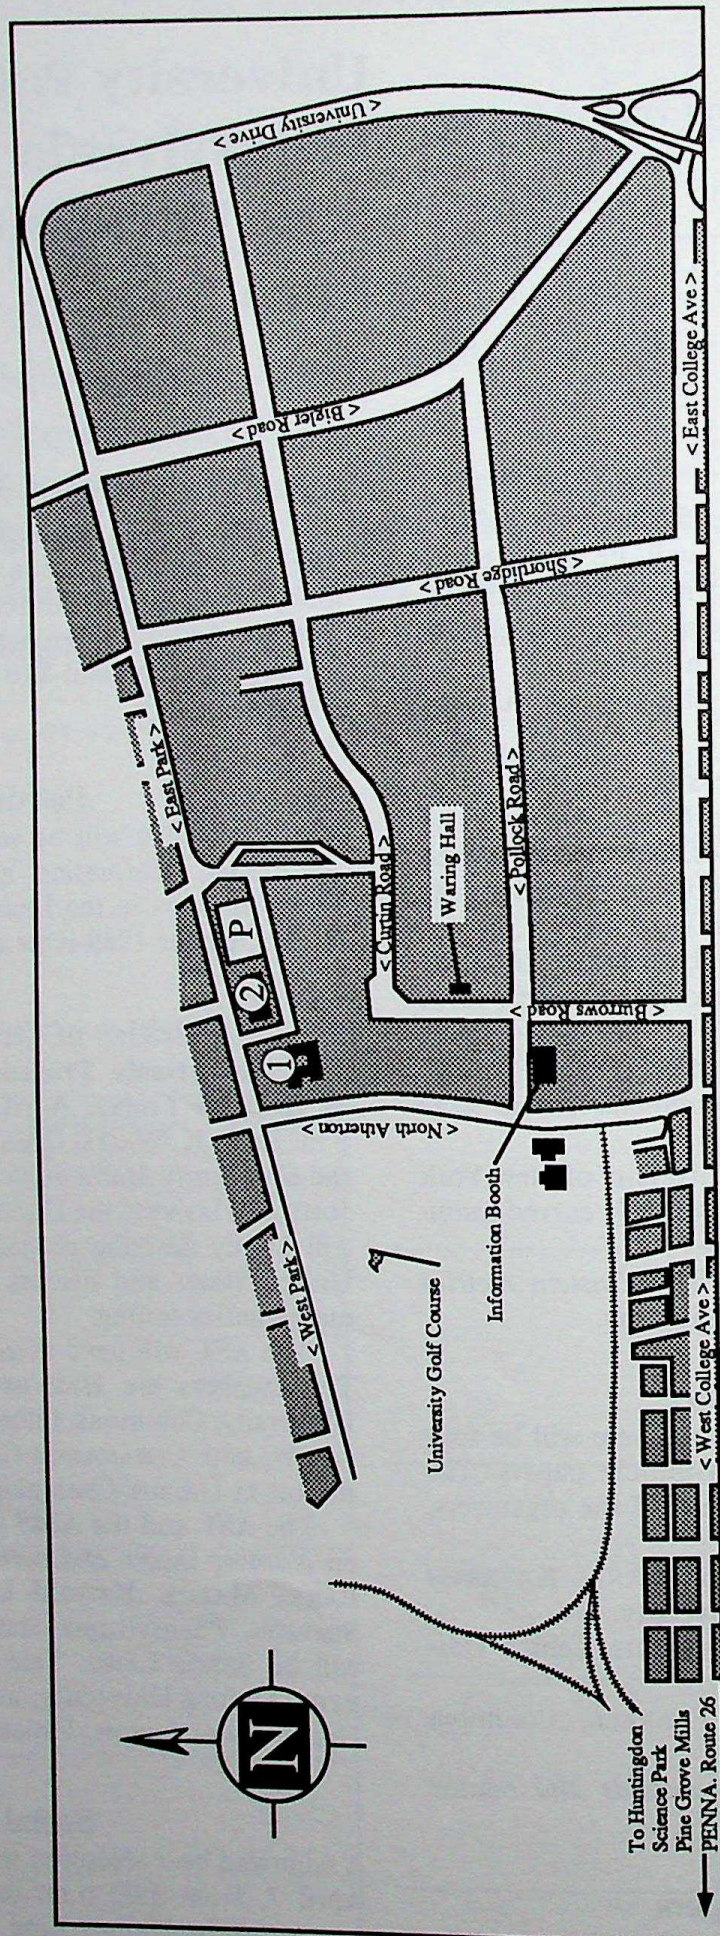 < University Drive >
< Bigler Road >
< Shortlidge Road >
< East Park >
P
2
1
< Curtin Road >
Waring Hall
< Pollock Road >
< Burrows Road >
< East College Ave >
< North Atherton >
< West Park >
University Golf Course
Information Booth
< West College Ave >
N
To Huntingdon
Science Park
Pine Grove Mills
PENNA. Route 26